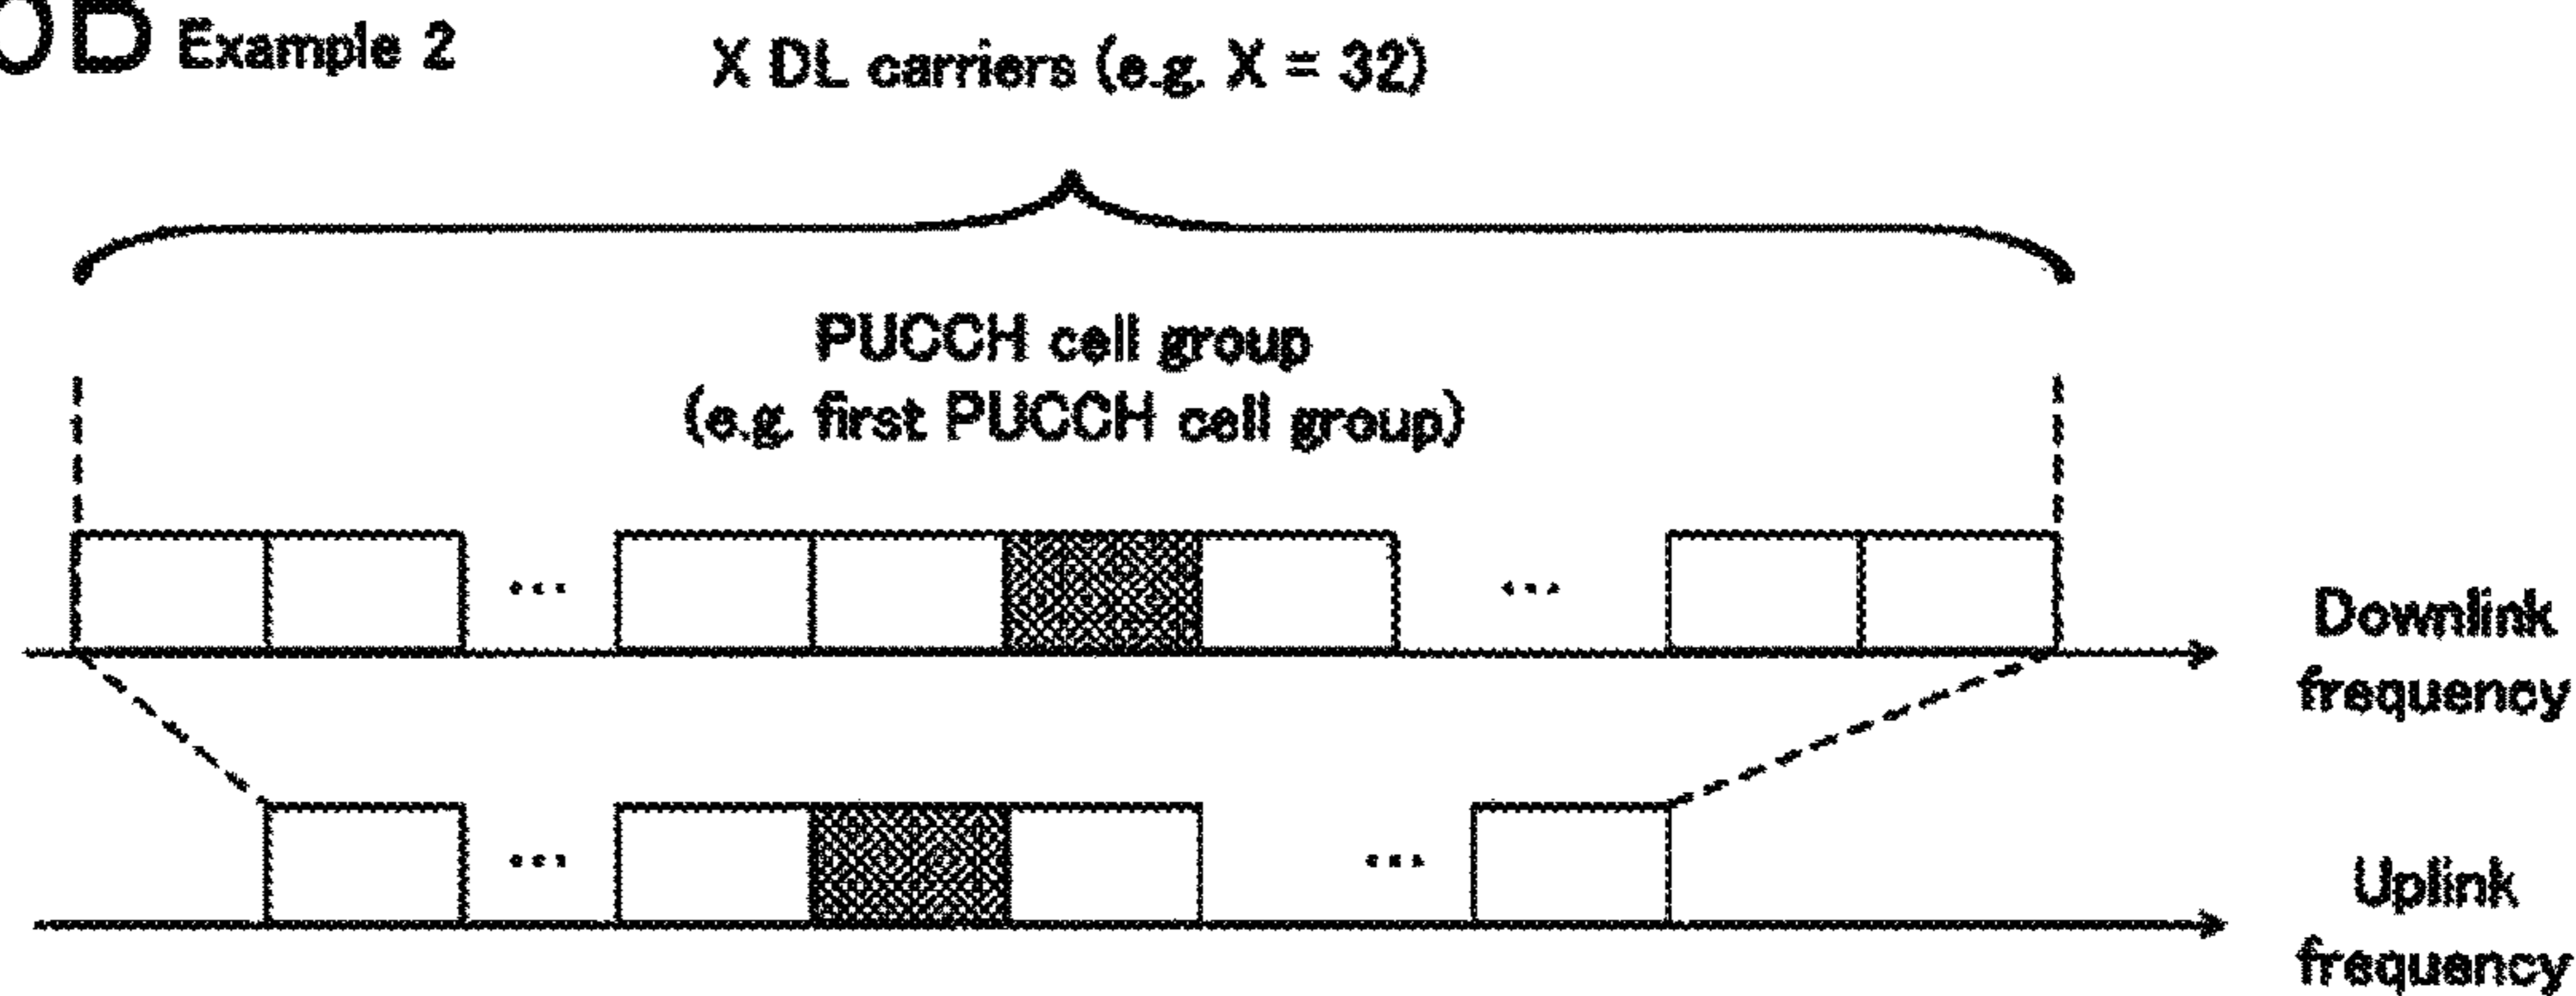 Example 2
X DL carriers (e.g. X = 32)
PUCCH cell group
(e.g. first PUCCH cell group)
...
...
Downlink
frequency
...
...
Uplink
frequency